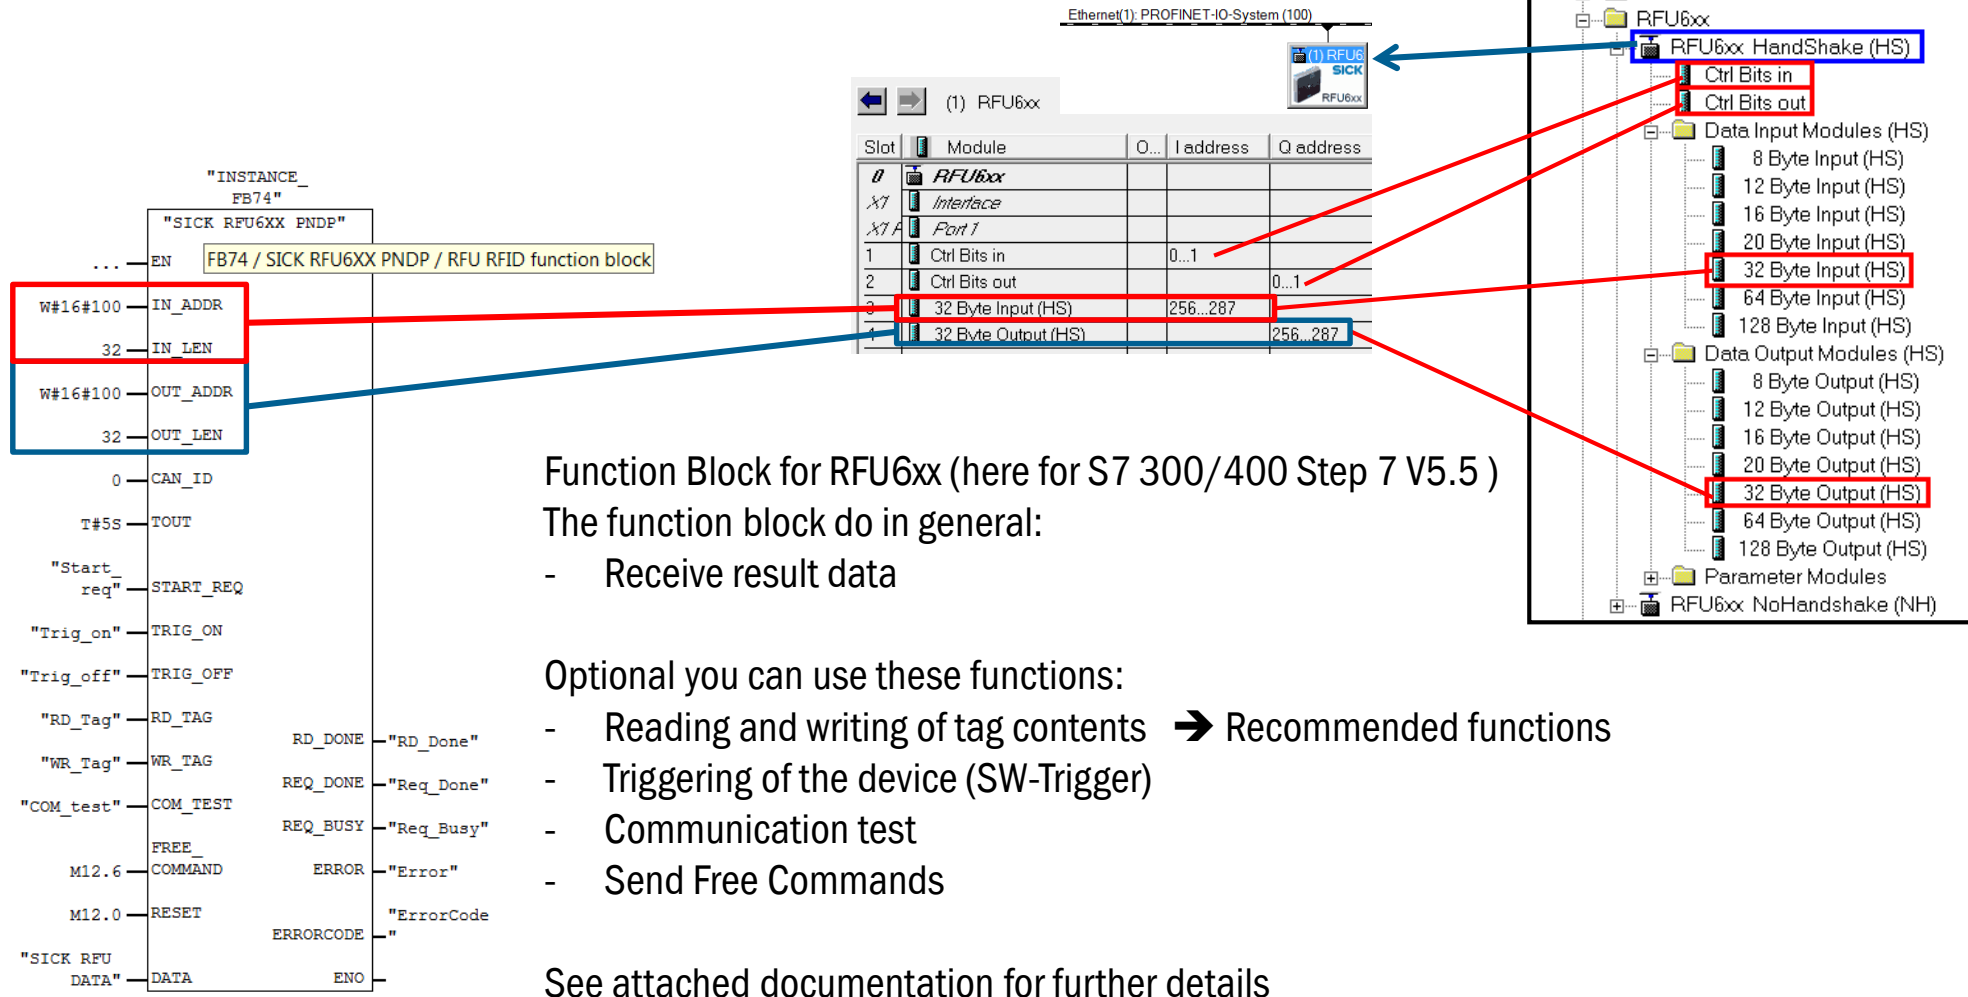 Ethernet(1): PROFINET-IO-System (100)
(1) RFU6
SICK
RFU6xx
(1) RFU6xx
Slot Module O... I address Q address
0 RFU6xx
X1 Interface
X1 P Port 1
1 Ctrl Bits in 0...1
2 Ctrl Bits out 0...1
3 32 Byte Input (HS) 256...287
4 32 Byte Output (HS) 256...287
RFU6xx
RFU6xx HandShake (HS)
Ctrl Bits in
Ctrl Bits out
Data Input Modules (HS)
8 Byte Input (HS)
12 Byte Input (HS)
16 Byte Input (HS)
20 Byte Input (HS)
32 Byte Input (HS)
64 Byte Input (HS)
128 Byte Input (HS)
Data Output Modules (HS)
8 Byte Output (HS)
12 Byte Output (HS)
16 Byte Output (HS)
20 Byte Output (HS)
32 Byte Output (HS)
64 Byte Output (HS)
128 Byte Output (HS)
Parameter Modules
RFU6xx NoHandshake (NH)
"INSTANCE_
FB74"
"SICK RFU6XX PNDP"
... EN
FB74 / SICK RFU6XX PNDP / RFU RFID function block
W#16#100 IN_ADDR
32 IN_LEN
W#16#100 OUT_ADDR
32 OUT_LEN
0 CAN_ID
T#5S TOUT
"Start_
req" START_REQ
"Trig_on" TRIG_ON
"Trig_off" TRIG_OFF
"RD_Tag" RD_TAG
RD_DONE "RD_Done"
"WR_Tag" WR_TAG
REQ_DONE "Req_Done"
"COM_test" COM_TEST
REQ_BUSY "Req_Busy"
FREE_
M12.6 COMMAND ERROR "Error"
M12.0 RESET "ErrorCode
ERRORCODE "
"SICK RFU
DATA" DATA ENO
Function Block for RFU6xx (here for S7 300/400 Step 7 V5.5 )
The function block do in general:
- Receive result data
Optional you can use these functions:
- Reading and writing of tag contents ➔ Recommended functions
- Triggering of the device (SW-Trigger)
- Communication test
- Send Free Commands
See attached documentation for further details